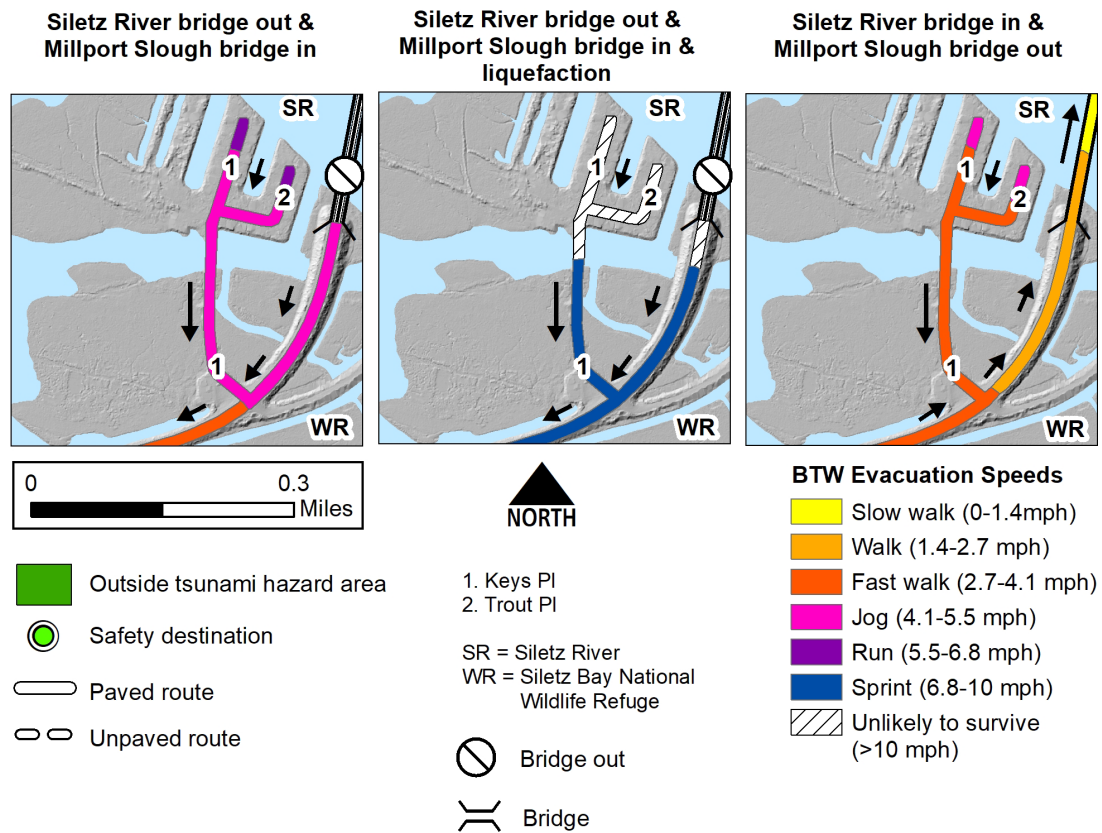 Siletz River bridge out &
Millport Slough bridge in
SR
1
2
1
WR
Siletz River bridge out &
Millport Slough bridge in &
liquefaction
SR
1
2
1
WR
Siletz River bridge in &
Millport Slough bridge out
SR
1
2
1
WR
0 0.3
Miles
Outside tsunami hazard area
Safety destination
Paved route
Unpaved route
NORTH
1. Keys Pl
2. Trout Pl
SR = Siletz River
WR = Siletz Bay National
Wildlife Refuge
Bridge out
Bridge
BTW Evacuation Speeds
Slow walk (0-1.4mph)
Walk (1.4-2.7 mph)
Fast walk (2.7-4.1 mph)
Jog (4.1-5.5 mph)
Run (5.5-6.8 mph)
Sprint (6.8-10 mph)
Unlikely to survive
(>10 mph)